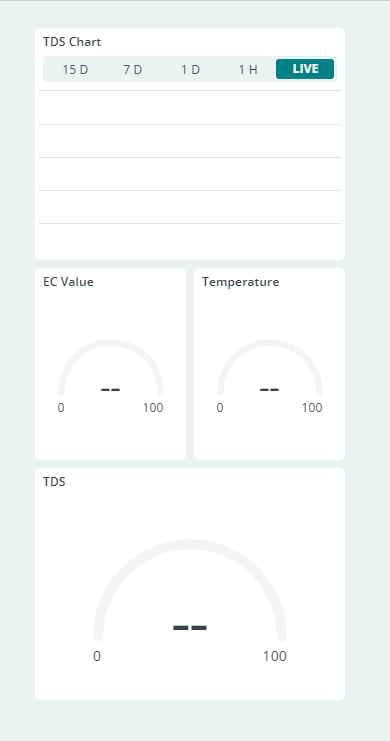 TDS Chart
15 D 7 D 1 D 1 H LIVE
EC Value Temperature
-- --
0 100 0 100
TDS
--
0 100